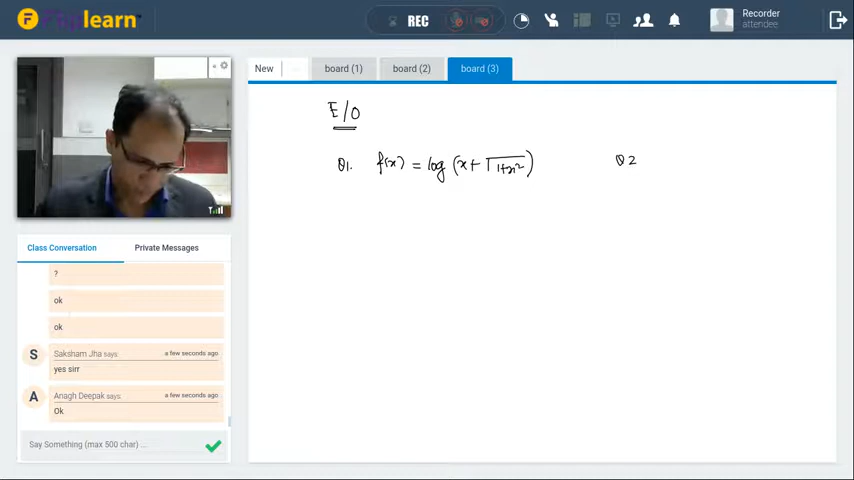 Fliplearn
REC
Recorder
attendee
New
board (1)
board (2)
board (3)
E/O
Q1. f(x) = log (x + √1+x²)
Q2
Class Conversation
Private Messages
?
ok
ok
S
Saksham Jha says:
a few seconds ago
yes sirr
A
Anagh Deepak says:
a few seconds ago
Ok
Say Something (max 500 char) ...